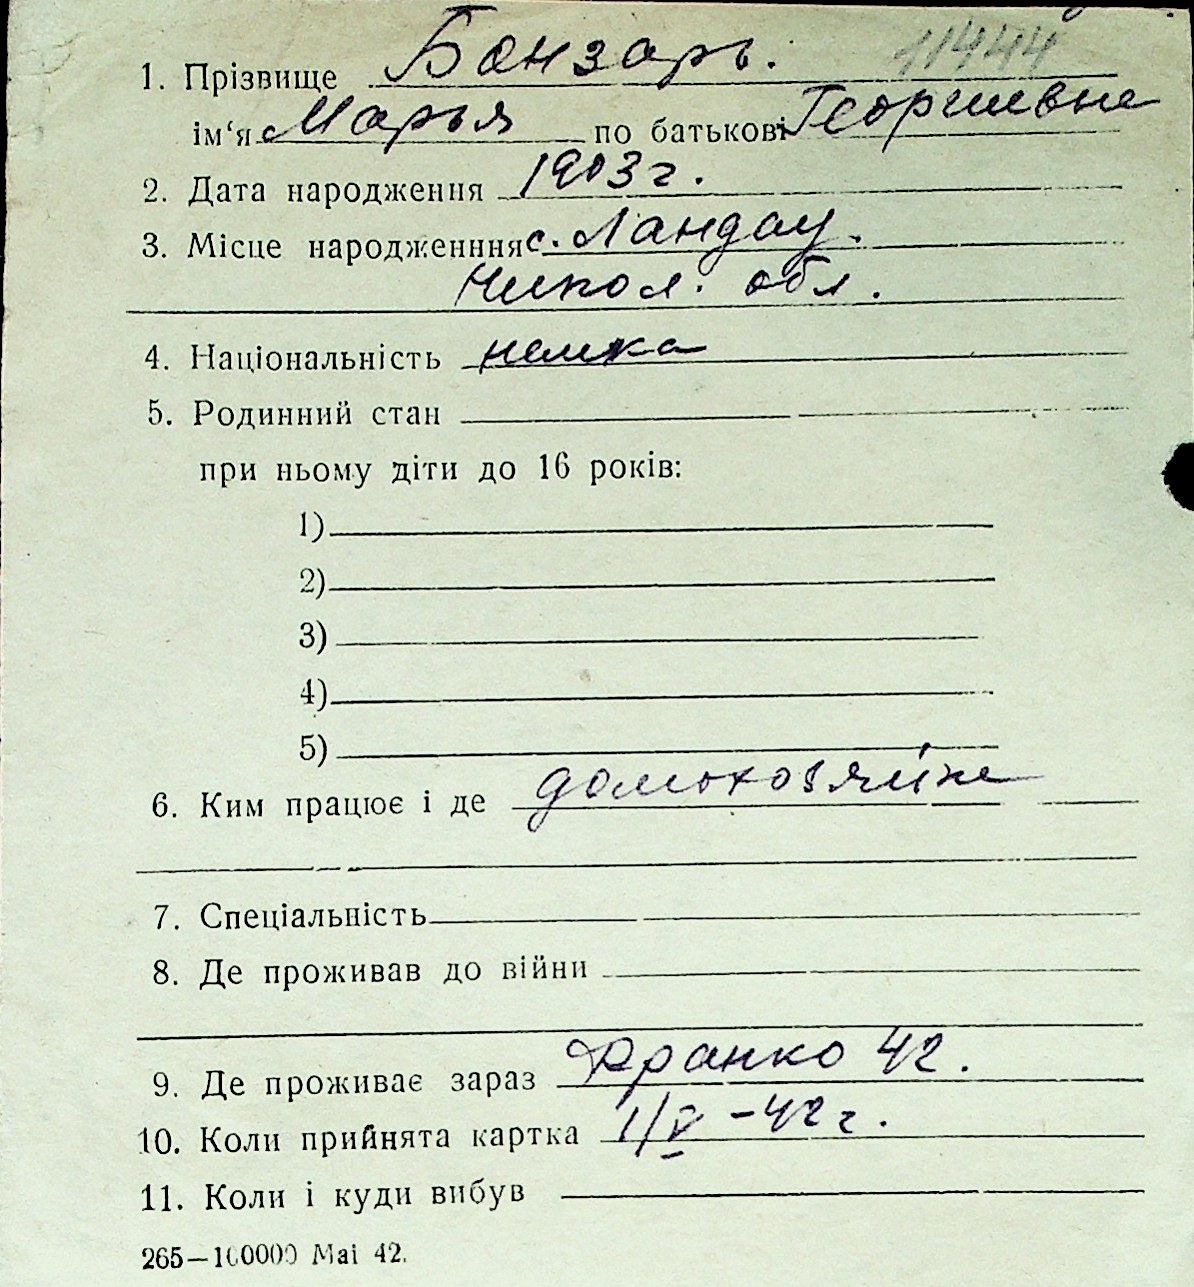 11444
1. Прізвище Бонзарь.
ім‘я Марья по батькові Георгиевна
2. Дата народження 1903 г.
3. Місце народженння с. Ландау.
Никол. обл.
4. Національність немка
5. Родинний стан
при ньому діти до 16 років:
1)
2)
3)
4)
5)
6. Ким працює і де домохозяйка
7. Спеціальність
8. Де проживав до війни
9. Де проживає зараз Франко 42.
10. Коли прийнята картка 1/V – 42 г.
11. Коли і куди вибув
265—100000 Mai 42.